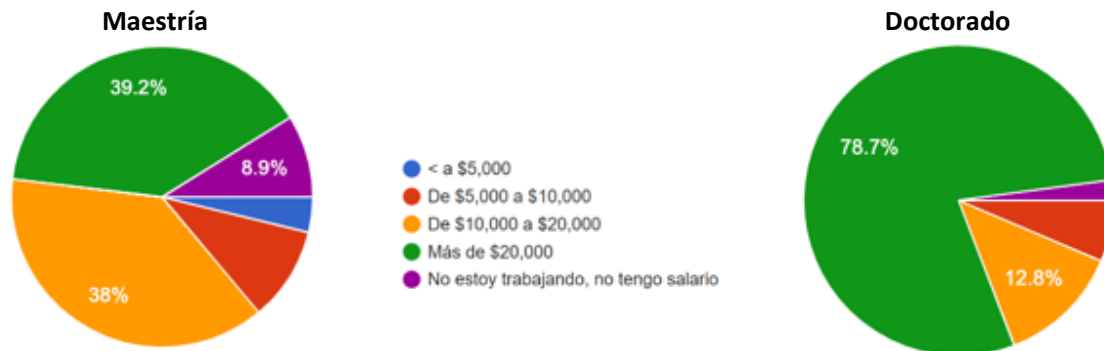 Maestría
Doctorado
39.2%
8.9%
38%
< a $5,000
De $5,000 a $10,000
De $10,000 a $20,000
Más de $20,000
No estoy trabajando, no tengo salario
78.7%
12.8%